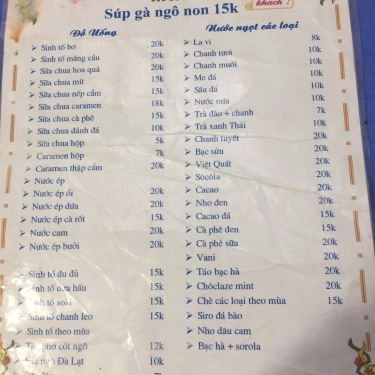 Súp gà ngô non 15k
khách !
Đồ Uống
Sinh tố bơ 20k
Sinh tố mãng cầu 20k
Sữa chua hoa quả 20k
Sữa chua mít 15k
Sữa chua nếp cẩm 15k
Sữa chua caramen 18k
Sữa chua cà phê 15k
Sữa chua đánh đá 10k
Sữa chua hộp 5k
Caramen hộp 7k
Caramen thập cẩm 20k
Nước ép
Nước ép ổi 20k
Nước ép dứa 20k
Nước ép cà rốt 15k
Nước cam 20k
Nước ép bưởi 20k
Sinh tố đu đủ 15k
Sinh tố dưa hấu 15k
Sinh tố soài 15k
Sinh tố chanh leo 15k
Sinh tố theo mùa
Tào phớ cốt ngô 12k
ngô Đà Lạt 10k
7k
Nước ngọt các loại
La vi 8k
Chanh tươi 10k
Chanh muối 10k
Me đá 10k
Sấu đá 10k
Nước mía 10k
Trà đào + chanh 7k
Trà xanh Thái 10k
Chanh tuyết 20k
Bạc sửu 20k
Việt Quất 20k
Sôcôla 20k
Cacao 20k
Nho đen 20k
Cacao đá 15k
Cà phê đen 15k
Cà phê sữa 20k
Vani 20k
Táo bạc hà 20k
Chôclaze mint 20k
Chè các loại theo mùa 15k
Siro đá bào
Nho dâu cam
Bạc hà + sorola